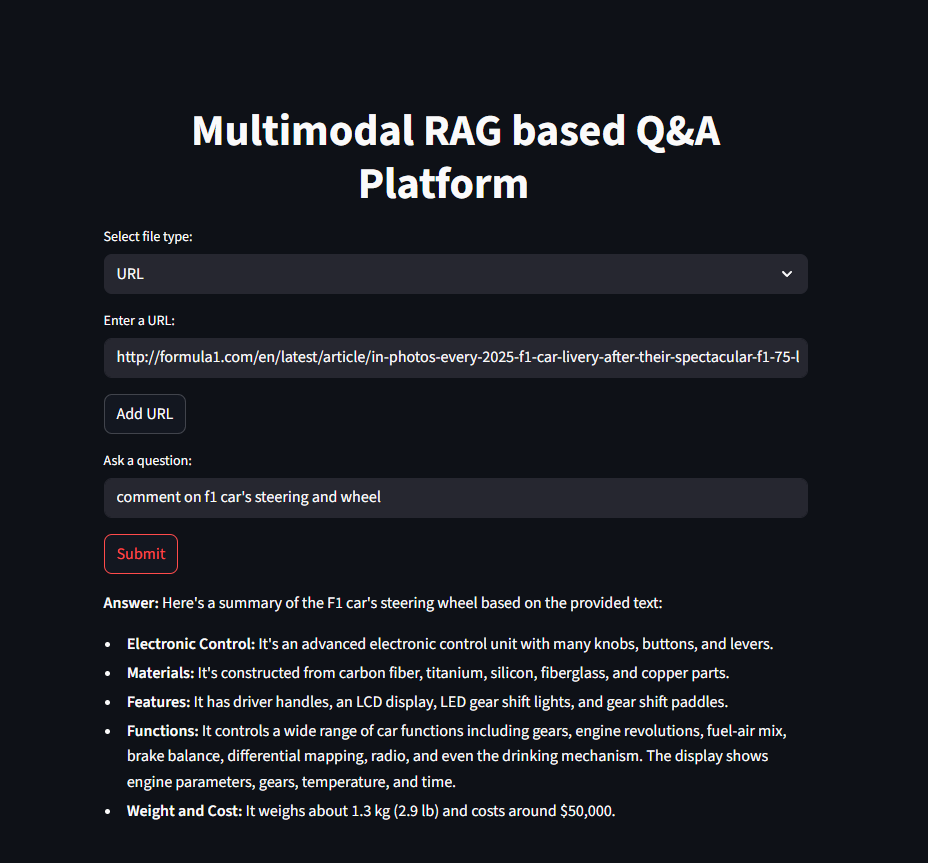 Multimodal RAG based Q&A
Platform
Select file type:
URL
Enter a URL:
http://formula1.com/en/latest/article/in-photos-every-2025-f1-car-livery-after-their-spectacular-f1-75-l
Add URL
Ask a question:
comment on f1 car's steering and wheel
Submit
Answer: Here's a summary of the F1 car's steering wheel based on the provided text:
• Electronic Control: It's an advanced electronic control unit with many knobs, buttons, and levers.
• Materials: It's constructed from carbon fiber, titanium, silicon, fiberglass, and copper parts.
• Features: It has driver handles, an LCD display, LED gear shift lights, and gear shift paddles.
• Functions: It controls a wide range of car functions including gears, engine revolutions, fuel-air mix,
brake balance, differential mapping, radio, and even the drinking mechanism. The display shows
engine parameters, gears, temperature, and time.
• Weight and Cost: It weighs about 1.3 kg (2.9 lb) and costs around $50,000.